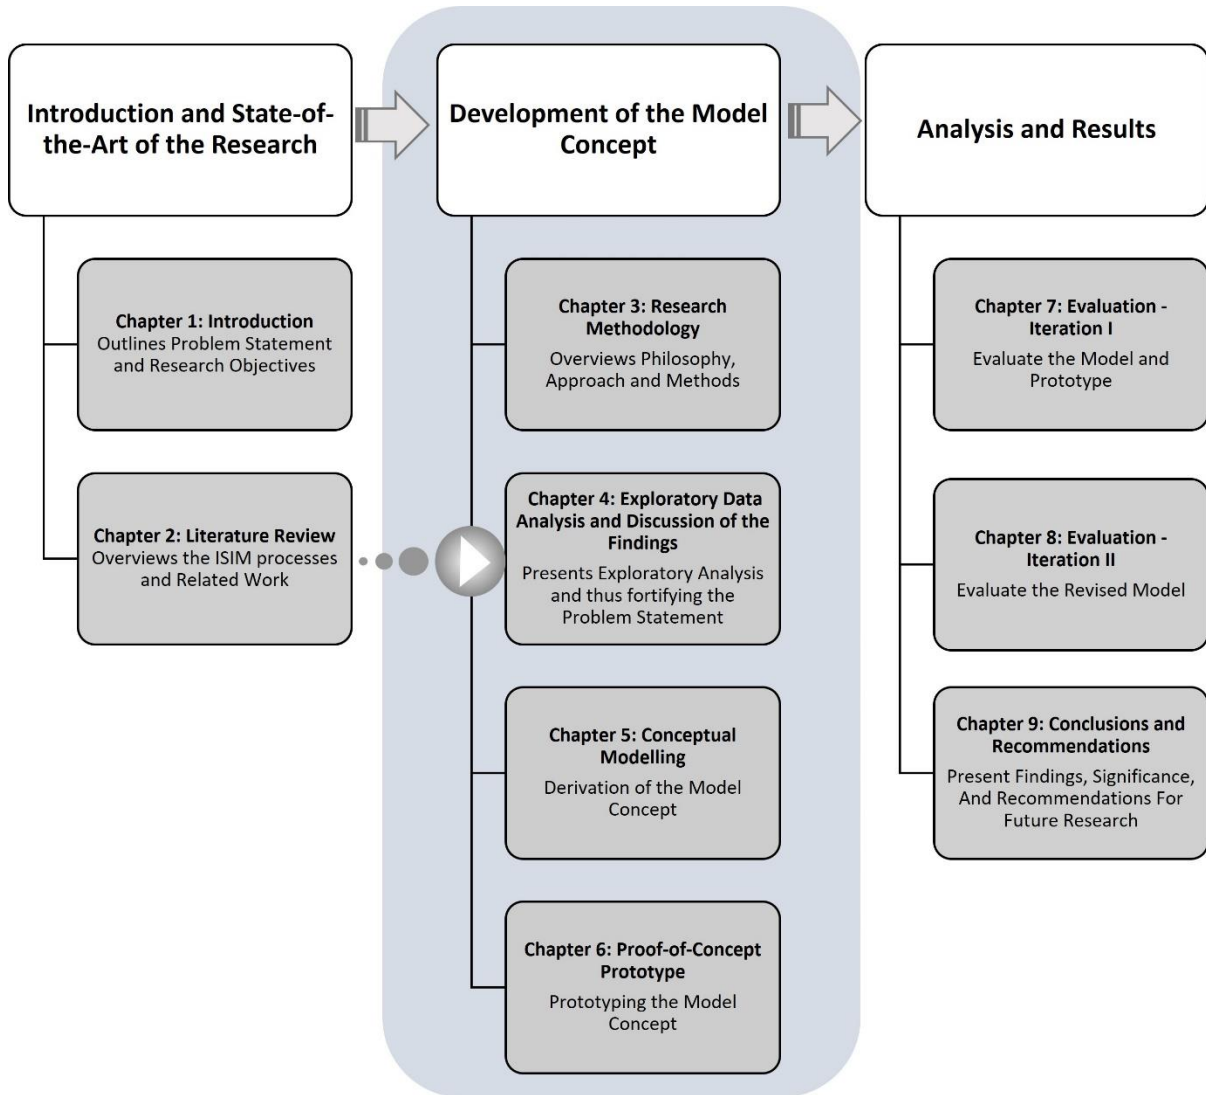 Introduction and State-of-
the-Art of the Research
Chapter 1: Introduction
Outlines Problem Statement
and Research Objectives
Chapter 2: Literature Review
Overviews the ISIM processes
and Related Work
Development of the Model
Concept
Chapter 3: Research
Methodology
Overviews Philosophy,
Approach and Methods
Chapter 4: Exploratory Data
Analysis and Discussion of the
Findings
Presents Exploratory Analysis
and thus fortifying the
Problem Statement
Chapter 5: Conceptual
Modelling
Derivation of the Model
Concept
Chapter 6: Proof-of-Concept
Prototype
Prototyping the Model
Concept
Analysis and Results
Chapter 7: Evaluation -
Iteration I
Evaluate the Model and
Prototype
Chapter 8: Evaluation -
Iteration II
Evaluate the Revised Model
Chapter 9: Conclusions and
Recommendations
Present Findings, Significance,
And Recommendations For
Future Research